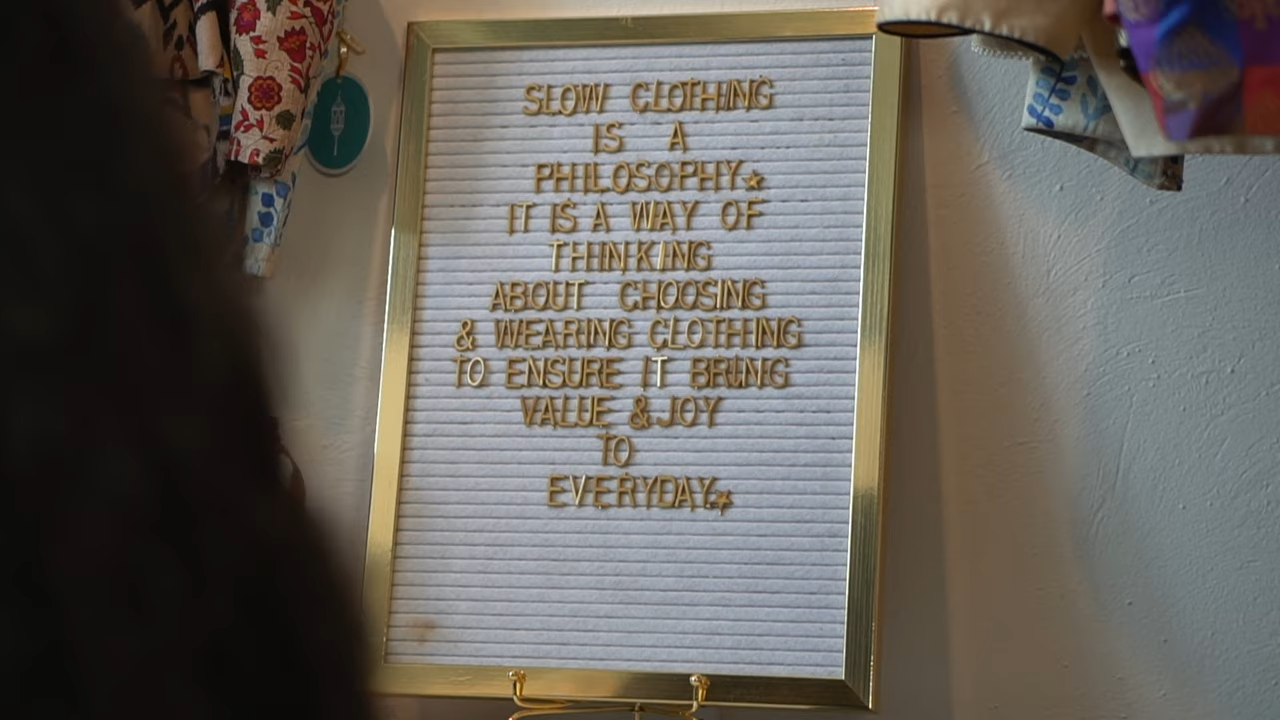 SLOW CLOTHING
IS A
PHILOSOPHY★
IT IS A WAY OF
THINKING
ABOUT CHOOSING
& WEARING CLOTHING
TO ENSURE IT BRING
VALUE & JOY
TO
EVERYDAY.★